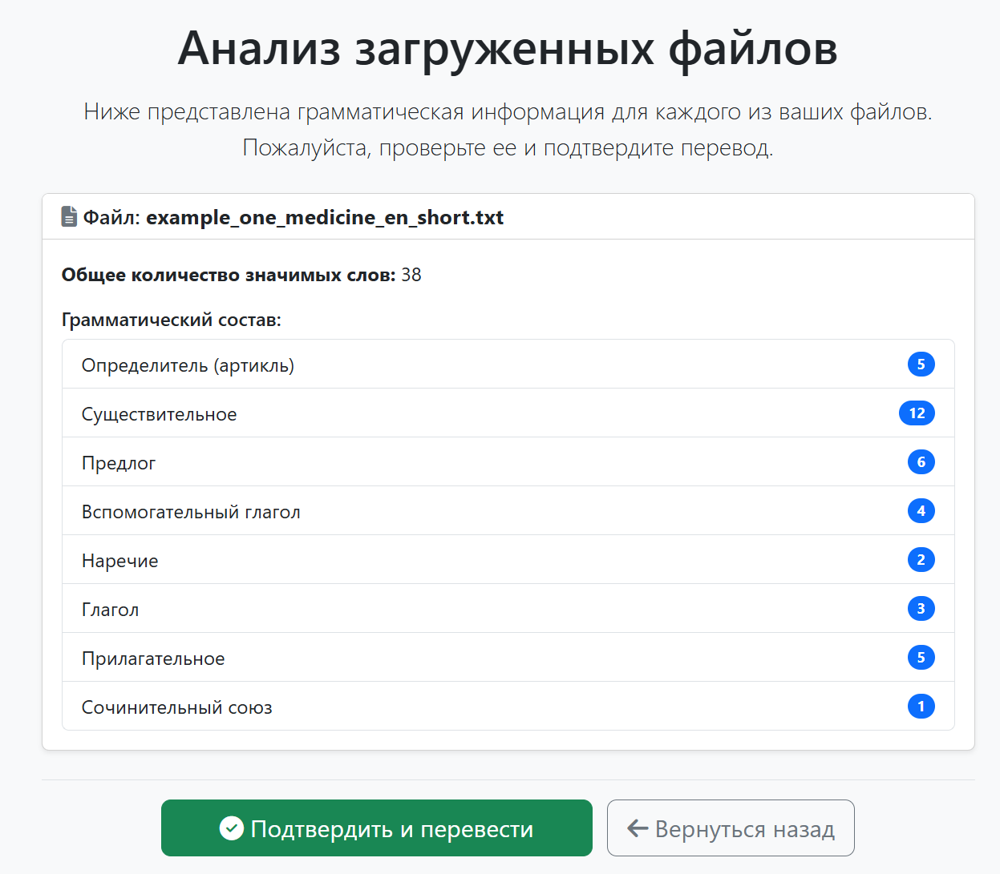 Анализ загруженных файлов
Ниже представлена грамматическая информация для каждого из ваших файлов.
Пожалуйста, проверьте ее и подтвердите перевод.
Файл: example_one_medicine_en_short.txt
Общее количество значимых слов: 38
Грамматический состав:
Определитель (артикль) 5
Существительное 12
Предлог 6
Вспомогательный глагол 4
Наречие 2
Глагол 3
Прилагательное 5
Сочинительный союз 1
Подтвердить и перевести
Вернуться назад